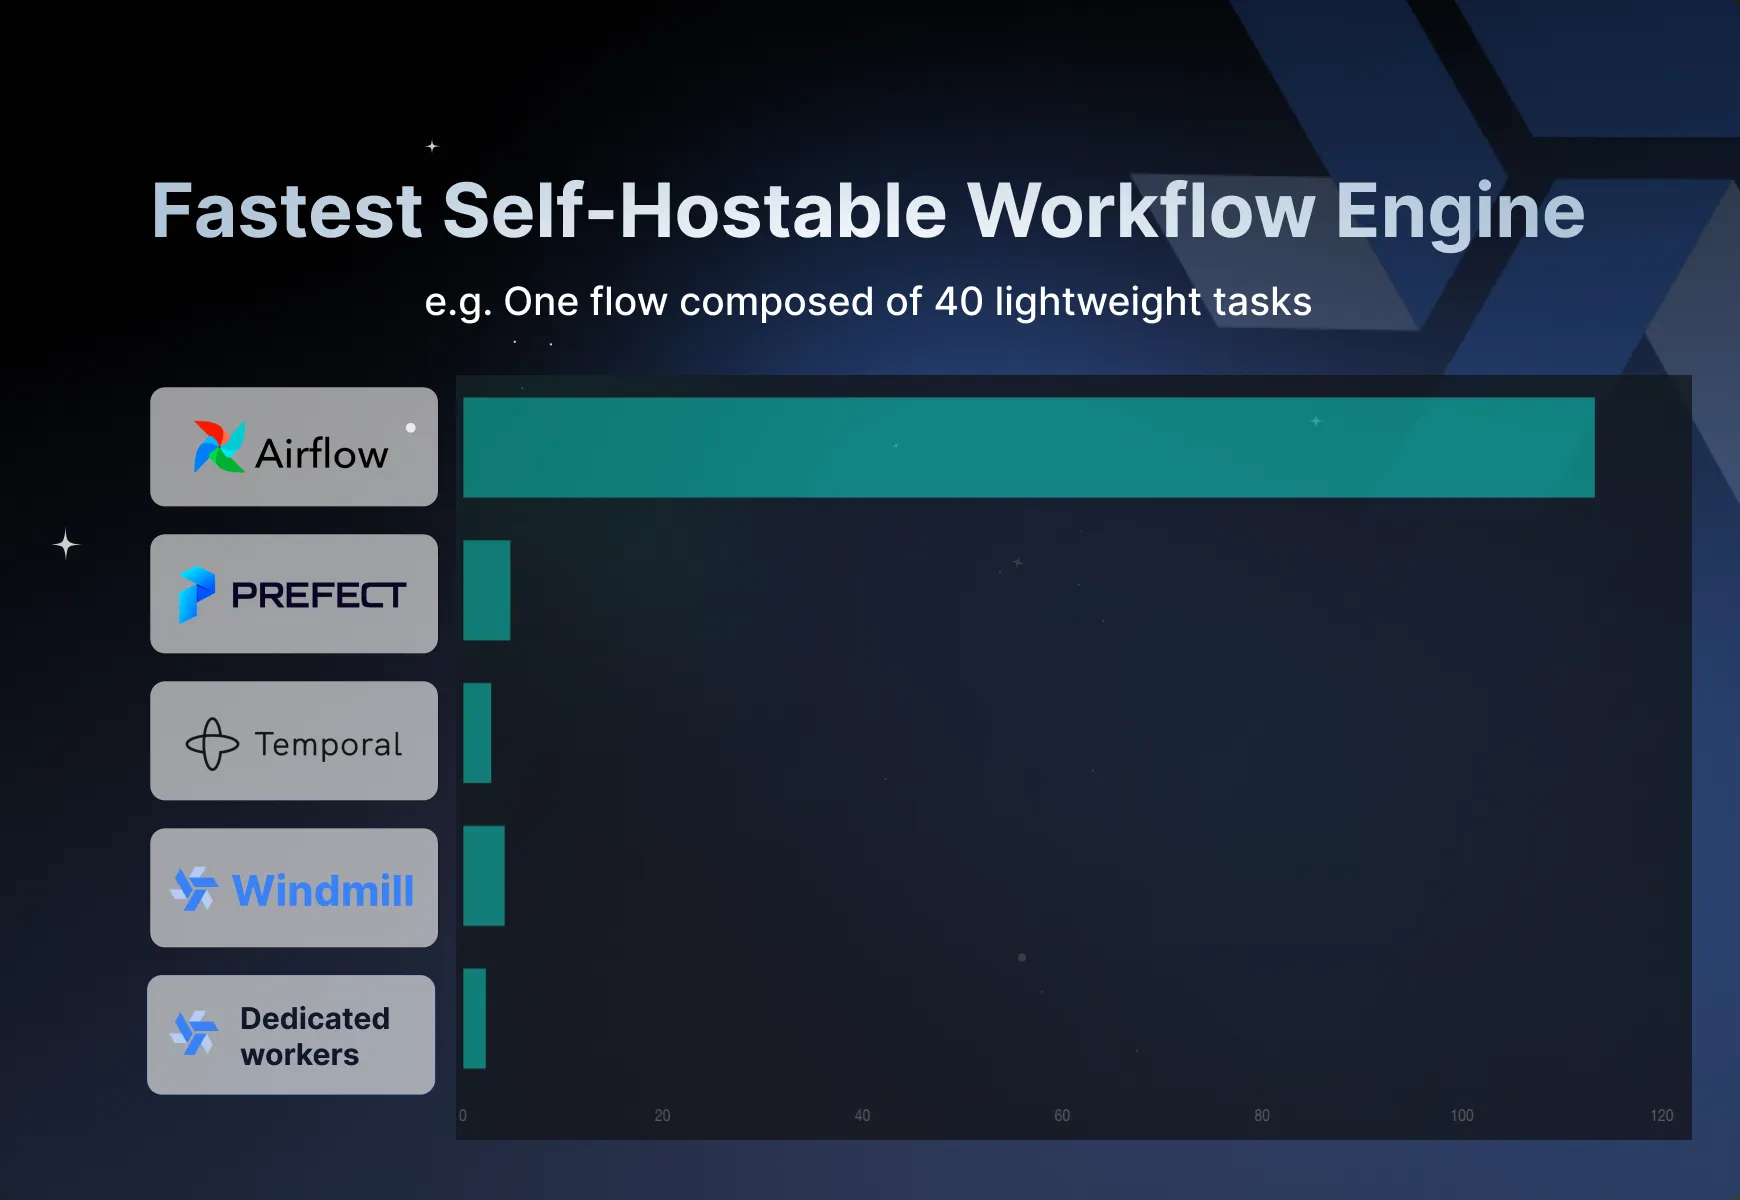 Fastest Self-Hostable Workflow Engine
e.g. One flow composed of 40 lightweight tasks
Airflow
PREFECT
Temporal
Windmill
Dedicated
workers
0 20 40 60 80 100 120